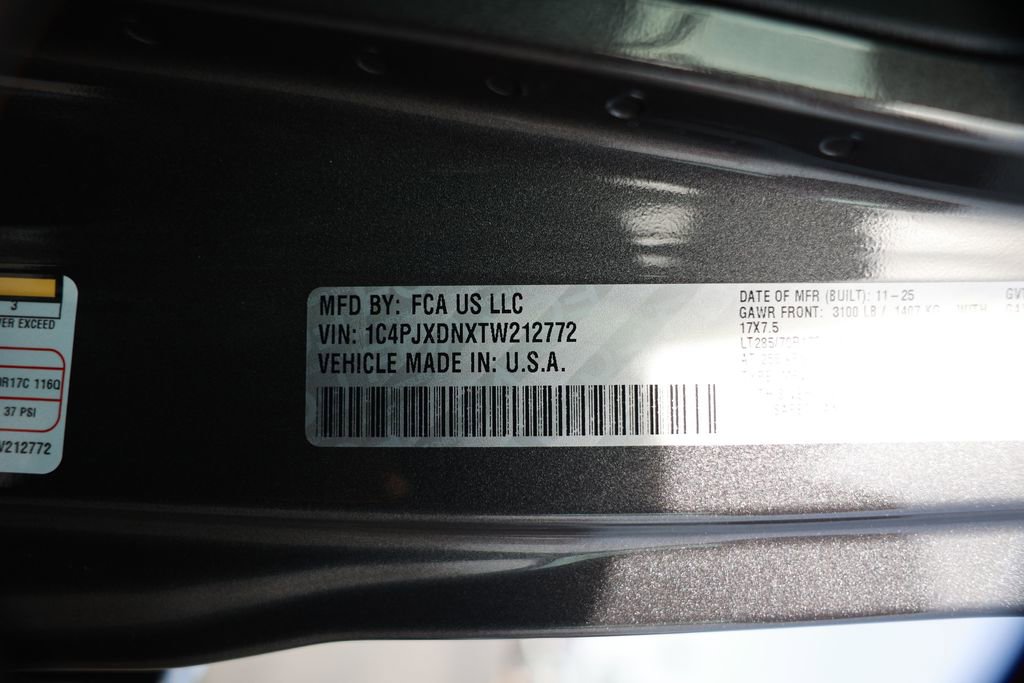 3
VER EXCEED
R17C 116Q
37 PSI
W212772
MFD BY: FCA US LLC
VIN: 1C4PJXDNXTW212772
VEHICLE MADE IN: U.S.A.
DATE OF MFR (BUILT): 11-25
GAWR FRONT: 3100 LB / 1407 KG WITH
17X7.5